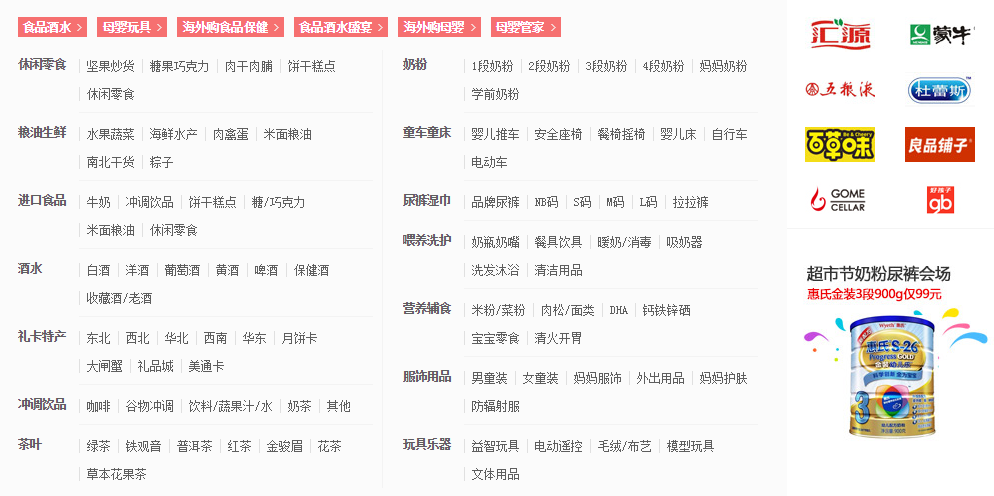 食品酒水 > 母婴玩具 > 海外购食品保健 > 食品酒水盛宴 > 海外购母婴 > 母婴管家 >
休闲零食 坚果炒货 糖果巧克力 肉干肉脯 饼干糕点
休闲零食
粮油生鲜 水果蔬菜 海鲜水产 肉禽蛋 米面粮油
南北干货 粽子
进口食品 牛奶 冲调饮品 饼干糕点 糖/巧克力
米面粮油 休闲零食
酒水 白酒 洋酒 葡萄酒 黄酒 啤酒 保健酒
收藏酒/老酒
礼卡特产 东北 西北 华北 西南 华东 月饼卡
大闸蟹 礼品城 美通卡
冲调饮品 咖啡 谷物冲调 饮料/蔬果汁/水 奶茶 其他
茶叶 绿茶 铁观音 普洱茶 红茶 金骏眉 花茶
草本花果茶
奶粉 1段奶粉 2段奶粉 3段奶粉 4段奶粉 妈妈奶粉
学前奶粉
童车童床 婴儿推车 安全座椅 餐椅摇椅 婴儿床 自行车
电动车
尿裤湿巾 品牌尿裤 NB码 S码 M码 L码 拉拉裤
喂养洗护 奶瓶奶嘴 餐具饮具 暖奶/消毒 吸奶器
洗发沐浴 清洁用品
营养辅食 米粉/菜粉 肉松/面类 DHA 钙铁锌硒
宝宝零食 清火开胃
服饰用品 男童装 女童装 妈妈服饰 外出用品 妈妈护肤
防辐射服
玩具乐器 益智玩具 电动遥控 毛绒/布艺 模型玩具
文体用品
汇源 蒙牛
五粮液 杜蕾斯
Be & Cheery
百草味 良品铺子
GOME
CELLAR
好孩子
gb
超市节奶粉尿裤会场
惠氏金装3段900g仅99元
Wyeth 惠氏
惠氏 S-26
Progress GOLD
3